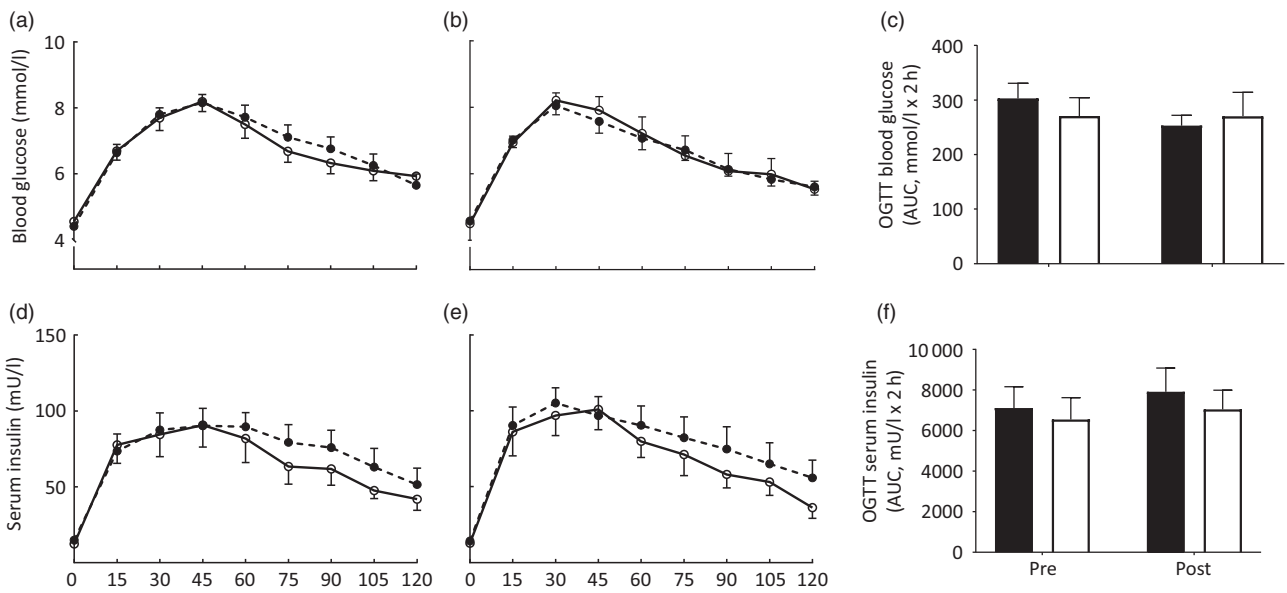 (a)
(b)
(c)
Blood glucose (mmol/l)
10
8
6
4
OGTT blood glucose
(AUC, mmol/l x 2 h)
400
300
200
100
0
(d)
(e)
(f)
Serum insulin (mU/l)
150
100
50
0 15 30 45 60 75 90 105 120
0 15 30 45 60 75 90 105 120
OGTT serum insulin
(AUC, mU/l x 2 h)
10 000
8000
6000
4000
2000
0
Pre Post